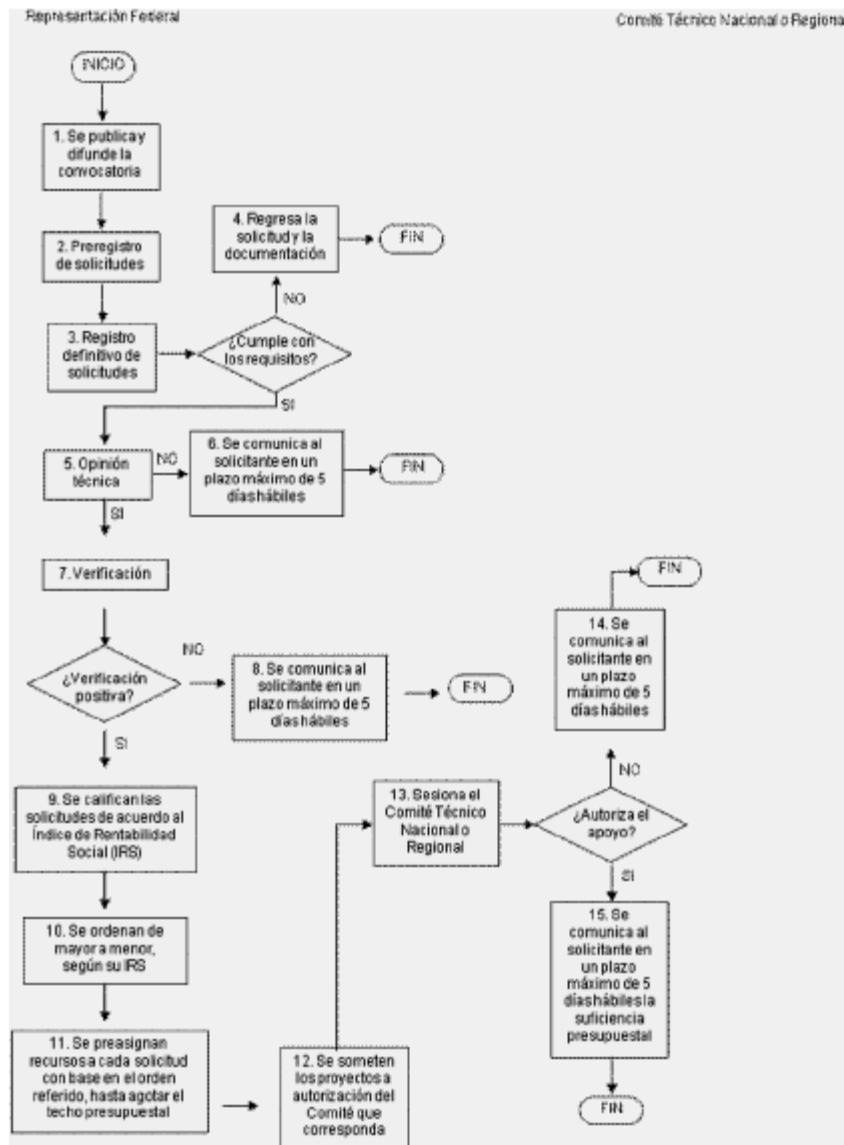 Representación Federal
Comité Técnico Nacional o Regiona
INICIO
1. Se publica y
difunde la
convocatoria
2. Preregistro
de solicitudes
3. Registro
definitivo de
solicitudes
¿Cumple con
los requisitos?
NO
4. Regresa la
solicitud y la
documentación
FIN
SI
5. Opinión
técnica
NO
6. Se comunica al
solicitante en un
plazo máximo de 5
días hábiles
FIN
SI
7. Verificación
¿Verificación
positiva?
NO
8. Se comunica al
solicitante en un
plazo máximo de 5
días hábiles
FIN
SI
9. Se califican las
solicitudes de acuerdo al
Índice de Rentabilidad
Social (IRS)
10. Se ordenan de
mayor a menor,
según su IRS
11. Se preasignan
recursos a cada solicitud
con base en el orden
referido, hasta agotar el
techo presupuestal
12. Se someten
los proyectos a
autorización del
Comité que
corresponda
13. Sesiona el
Comité Técnico
Nacional o
Regional
¿Autoriza el
apoyo?
NO
14. Se
comunica al
solicitante en
un plazo
máximo de 5
días hábiles
FIN
SI
15. Se
comunica al
solicitante en
un plazo
máximo de 5
días hábiles la
suficiencia
presupuestal
FIN